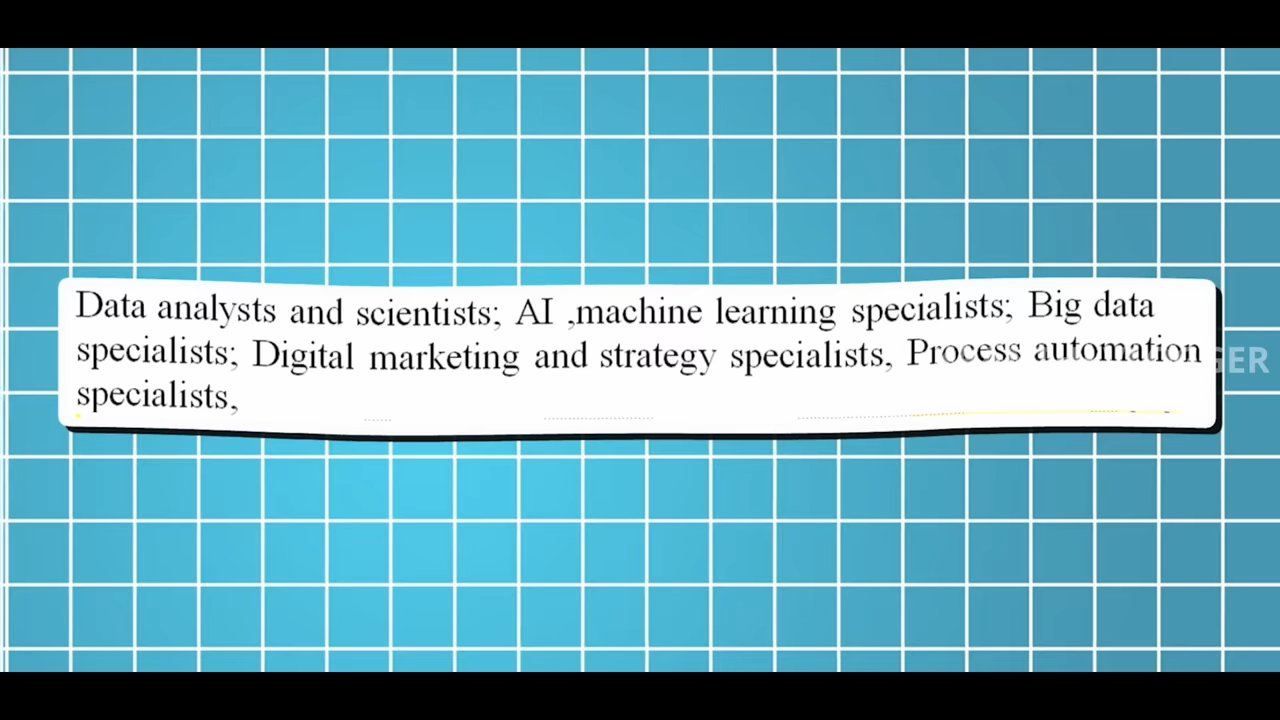 Data analysts and scientists; AI ,machine learning specialists; Big data
specialists; Digital marketing and strategy specialists, Process automation
specialists,